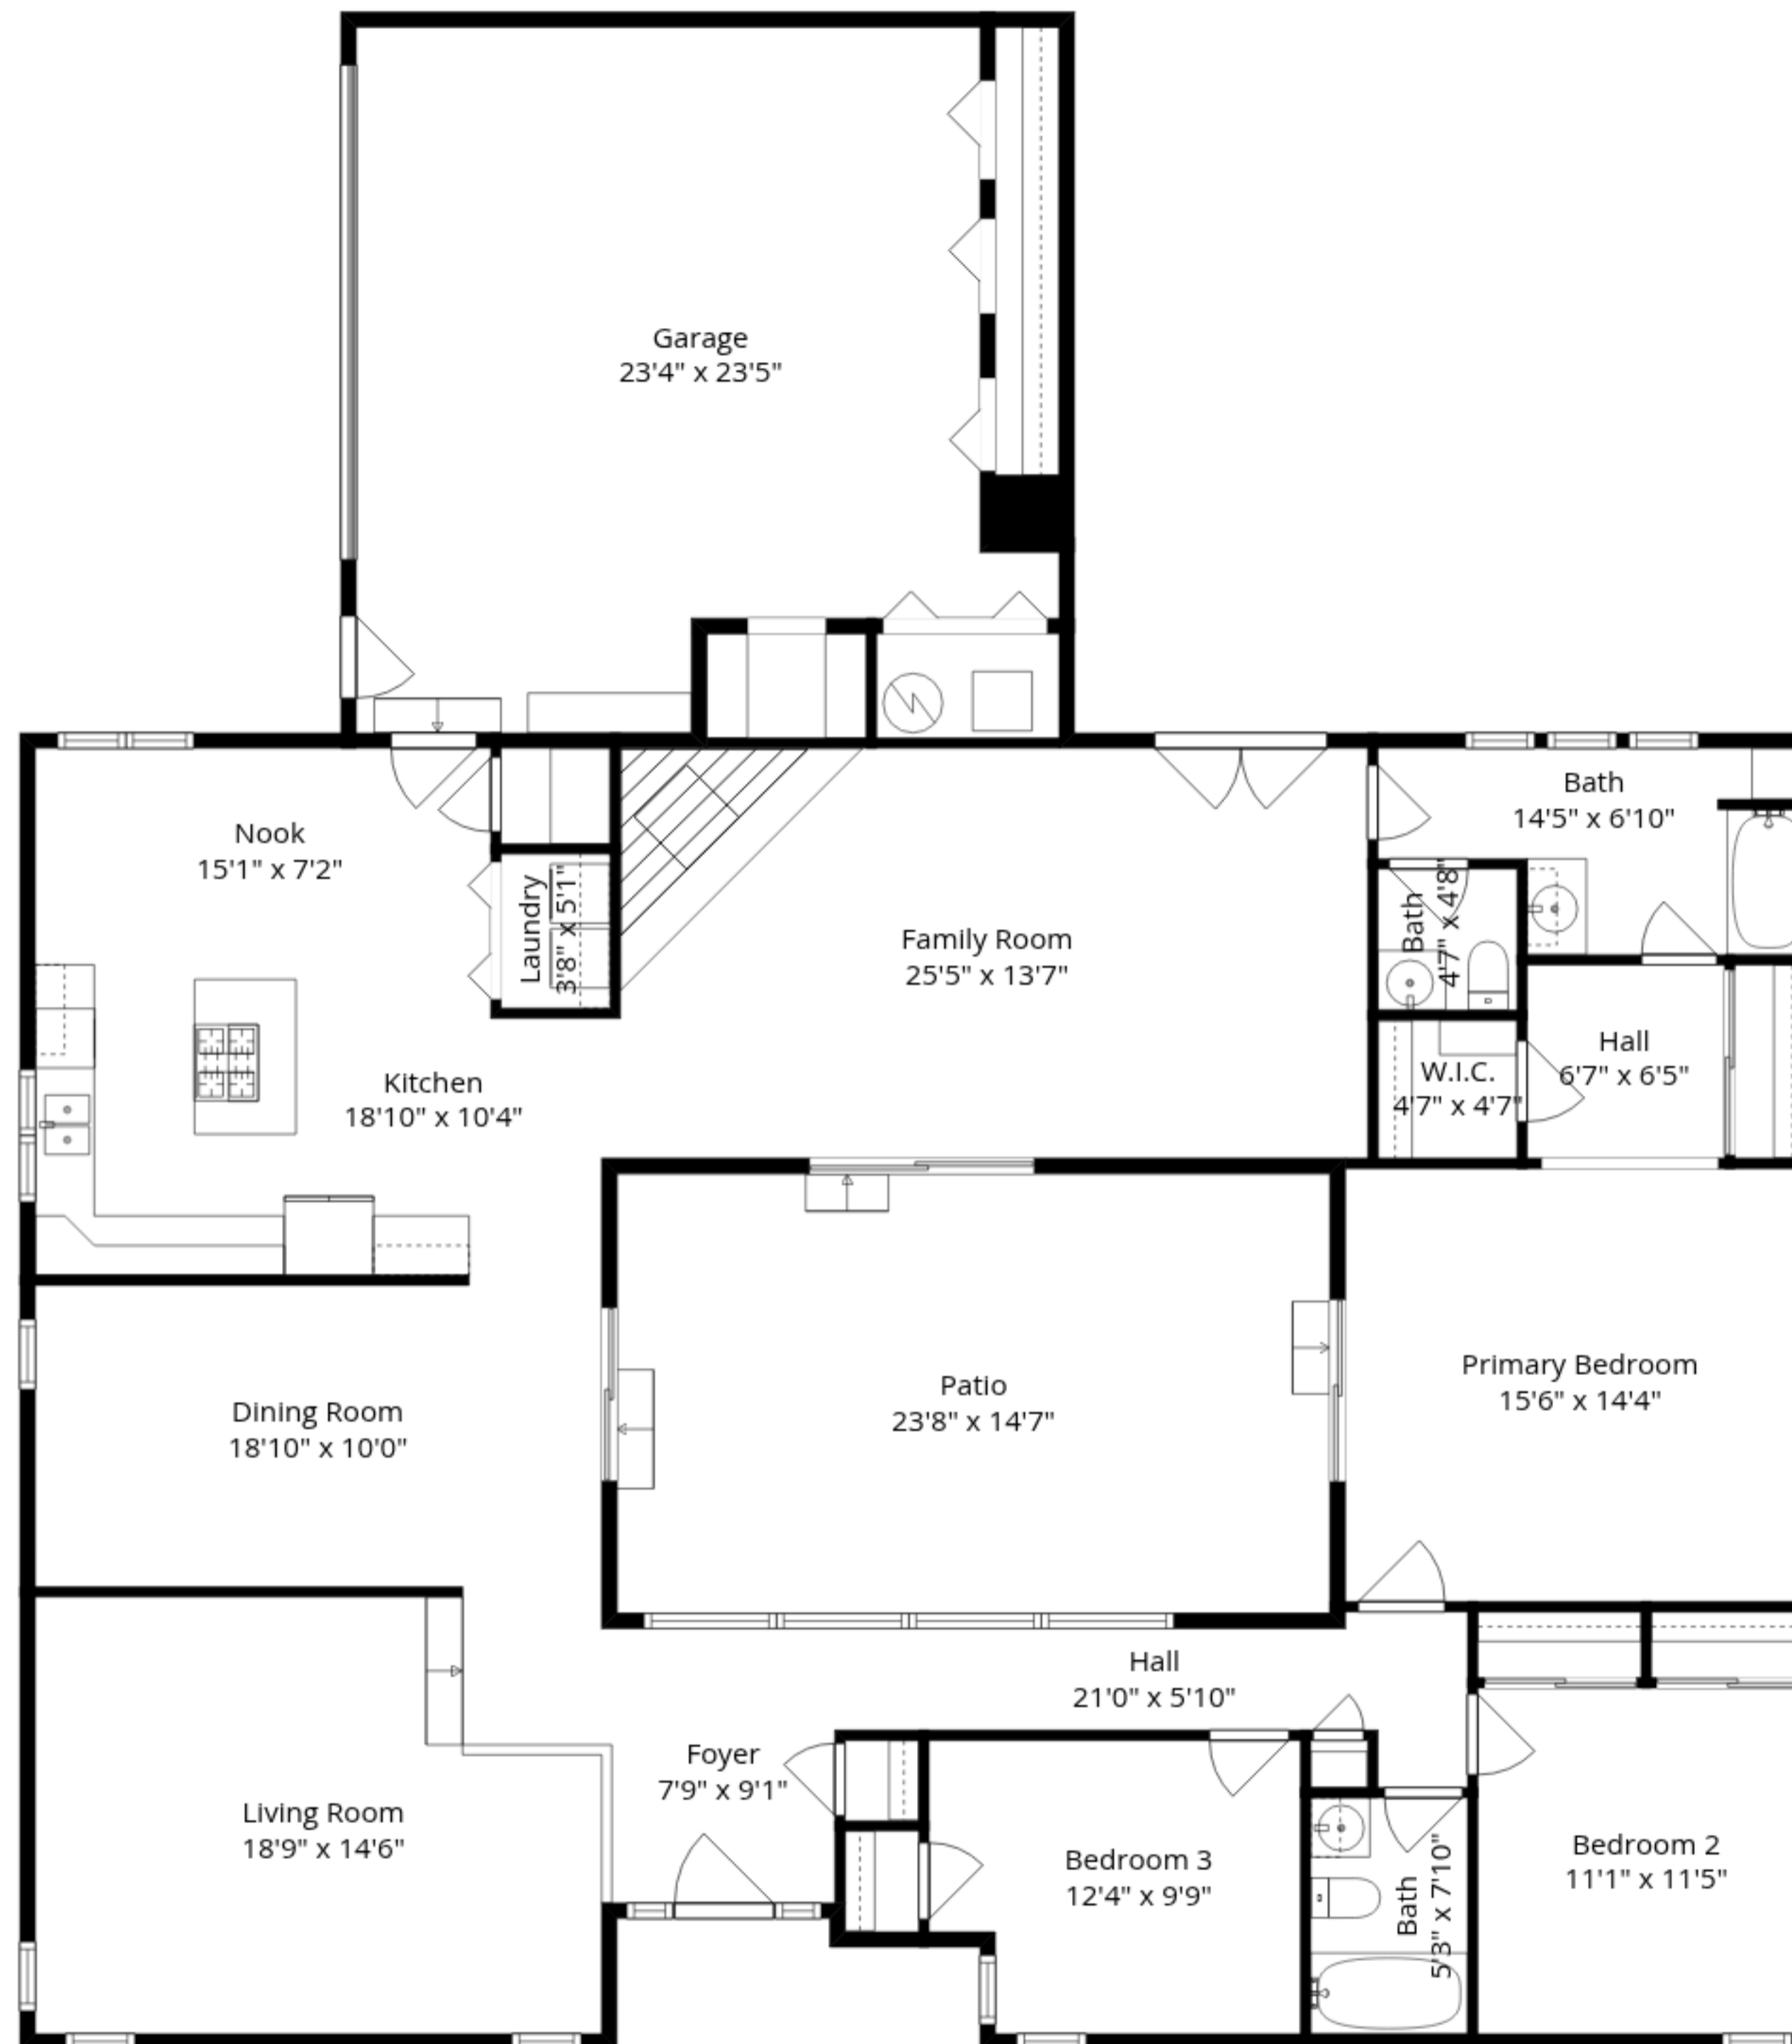 Garage
23'4" x 23'5"
Nook
15'1" x 7'2"
Bath
14'5" x 6'10"
Laundry
3'8" x 5'1"
Family Room
25'5" x 13'7"
Bath
4'7" x 4'8"
Hall
6'7" x 6'5"
W.I.C.
4'7" x 4'7"
Kitchen
18'10" x 10'4"
Primary Bedroom
15'6" x 14'4"
Patio
23'8" x 14'7"
Dining Room
18'10" x 10'0"
Hall
21'0" x 5'10"
Foyer
7'9" x 9'1"
Living Room
18'9" x 14'6"
Bedroom 3
12'4" x 9'9"
Bath
5'3" x 7'10"
Bedroom 2
11'1" x 11'5"